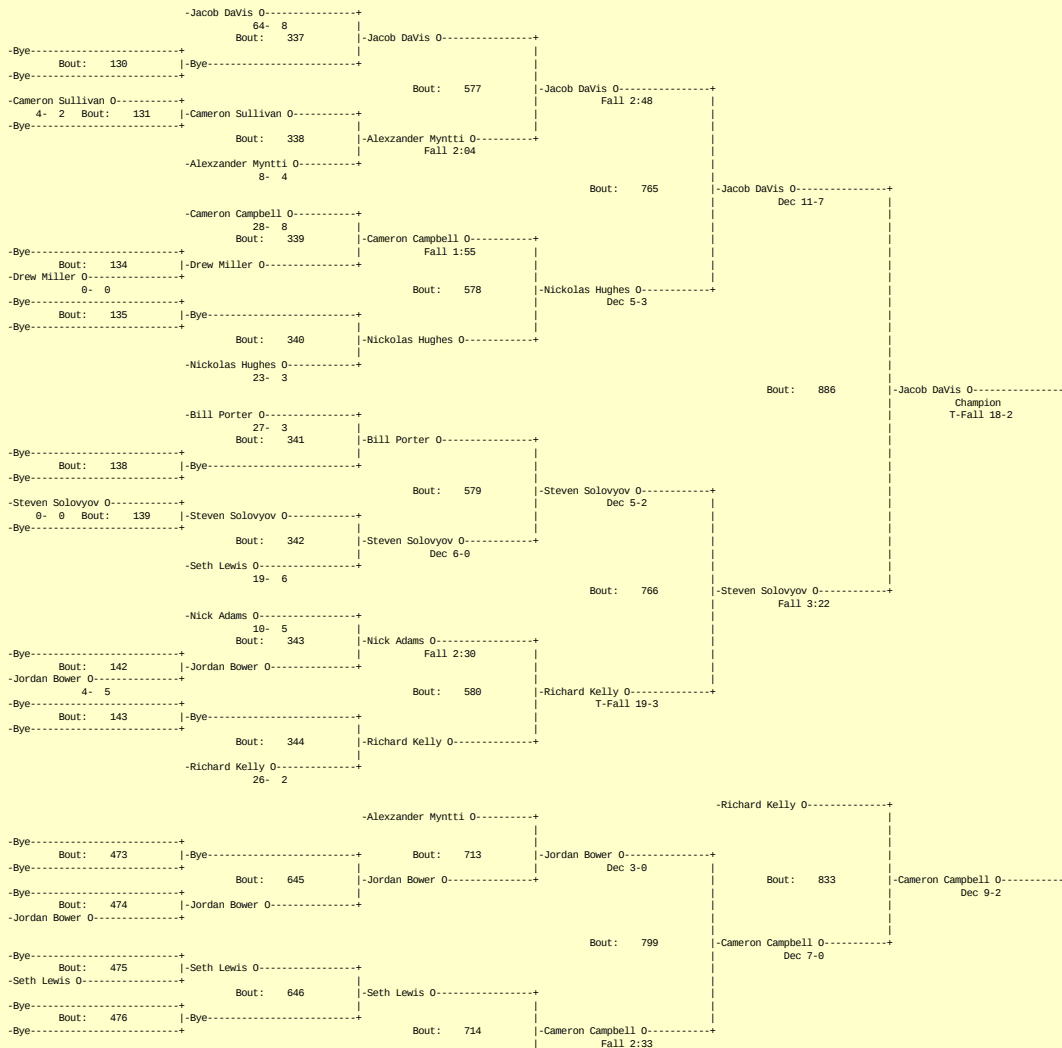 -Jacob DaVis O----------------+
64-  8                        |
Bout:    337         |-Jacob DaVis O----------------+
-Bye--------------------------+
Bout:    130         |-Bye--------------------------+
-Bye--------------------------+
Bout:    577         |-Jacob DaVis O----------------+
Fall 2:48
-Cameron Sullivan O-----------+
4-  2   Bout:    131         |-Cameron Sullivan O-----------+
-Bye--------------------------+
Bout:    338         |-Alexzander Myntti O----------+
Fall 2:04
-Alexzander Myntti O----------+
8-  4
Bout:    765         |-Jacob DaVis O----------------+
Dec 11-7
-Cameron Campbell O-----------+
28-  8
Bout:    339         |-Cameron Campbell O-----------+
-Bye--------------------------+   Fall 1:55
Bout:    134         |-Drew Miller O----------------+
-Drew Miller O----------------+
0-  0   Bout:    578         |-Nickolas Hughes O------------+
-Bye--------------------------+   Dec 5-3
Bout:    135         |-Bye--------------------------+
-Bye--------------------------+
Bout:    340         |-Nickolas Hughes O------------+
-Nickolas Hughes O------------+
23-  3
Bout:    886         |-Jacob DaVis O----------------
Champion
T-Fall 18-2
-Bill Porter O----------------+
27-  3
Bout:    341         |-Bill Porter O----------------+
-Bye--------------------------+
Bout:    138         |-Bye--------------------------+
-Bye--------------------------+
Bout:    579         |-Steven Solovyov O------------+
Dec 5-2
-Steven Solovyov O------------+
0-  0   Bout:    139         |-Steven Solovyov O------------+
-Bye--------------------------+
Bout:    342         |-Steven Solovyov O------------+
Dec 6-0
-Seth Lewis O-----------------+
19-  6
Bout:    766         |-Steven Solovyov O------------+
Fall 3:22
-Nick Adams O-----------------+
10-  5
Bout:    343         |-Nick Adams O-----------------+
-Bye--------------------------+   Fall 2:30
Bout:    142         |-Jordan Bower O---------------+
-Jordan Bower O---------------+
4-  5   Bout:    580         |-Richard Kelly O--------------+
-Bye--------------------------+   T-Fall 19-3
Bout:    143         |-Bye--------------------------+
-Bye--------------------------+
Bout:    344         |-Richard Kelly O--------------+
-Richard Kelly O--------------+
26-  2
-Richard Kelly O--------------+
-Alexzander Myntti O----------+
-Bye--------------------------+
Bout:    473         |-Bye--------------------------+   Bout:    713         |-Jordan Bower O---------------+
-Bye--------------------------+   Dec 3-0
Bout:    645         |-Jordan Bower O---------------+   Bout:    833         |-Cameron Campbell O-----------
-Bye--------------------------+   Dec 9-2
Bout:    474         |-Jordan Bower O---------------+
-Jordan Bower O---------------+
Bout:    799         |-Cameron Campbell O-----------+
-Bye--------------------------+   Dec 7-0
Bout:    475         |-Seth Lewis O-----------------+
-Seth Lewis O-----------------+
Bout:    646         |-Seth Lewis O-----------------+
-Bye--------------------------+
Bout:    476         |-Bye--------------------------+
-Bye--------------------------+   Bout:    714         |-Cameron Campbell O-----------+
Fall 2:33